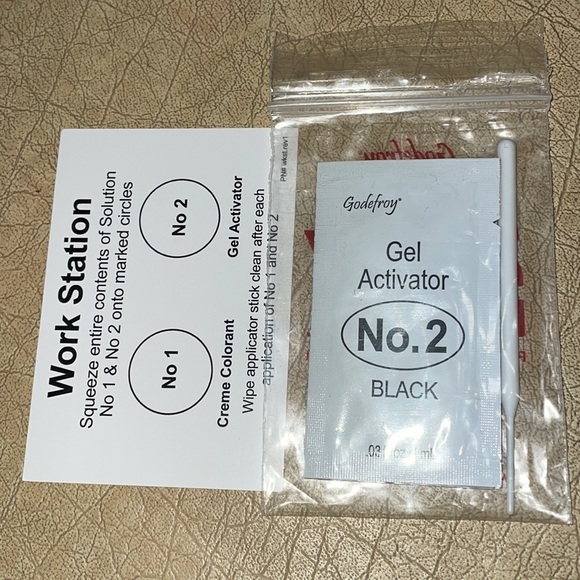 Work Station
Squeeze entire contents of Solution
No 1 & No 2 onto marked circles
No 1
No 2
Creme Colorant
Gel Activator
Wipe applicator stick clean after each
application of No 1 and No 2
Godefroy
Godefroy®
Gel
Activator
No.2
BLACK